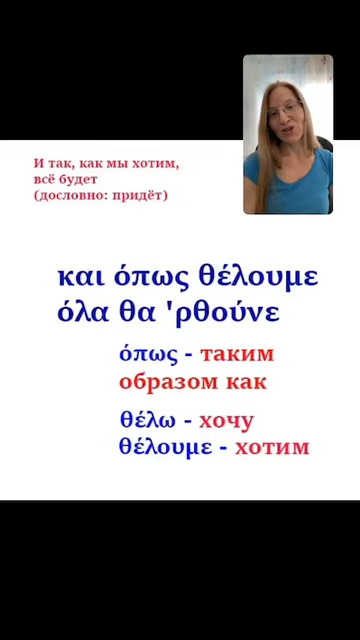 И так, как мы хотим,
всё будет
(дословно: придёт)
και όπως θέλουμε
όλα θα 'ρθούνε
όπως - таким
образом как
θέλω - хочу
θέλουμε - хотим